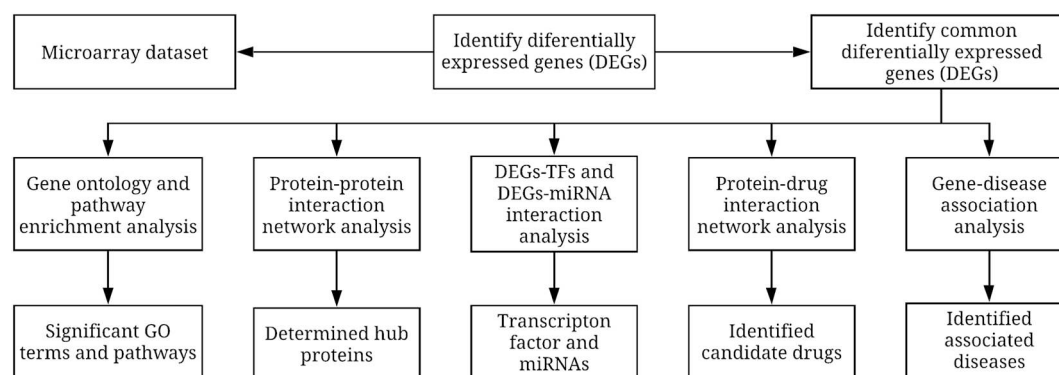 Microarray dataset
Identify diferentially
expressed genes (DEGs)
Identify common
diferentially expressed
genes (DEGs)
Gene ontology and
pathway
enrichment analysis
Protein-protein
interaction
network analysis
DEGs-TFs and
DEGs-miRNA
interaction
analysis
Protein-drug
interaction
network analysis
Gene-disease
association
analysis
Significant GO
terms and pathways
Determined hub
proteins
Transcripton
factor and
miRNAs
Identified
candidate drugs
Identified
associated
diseases